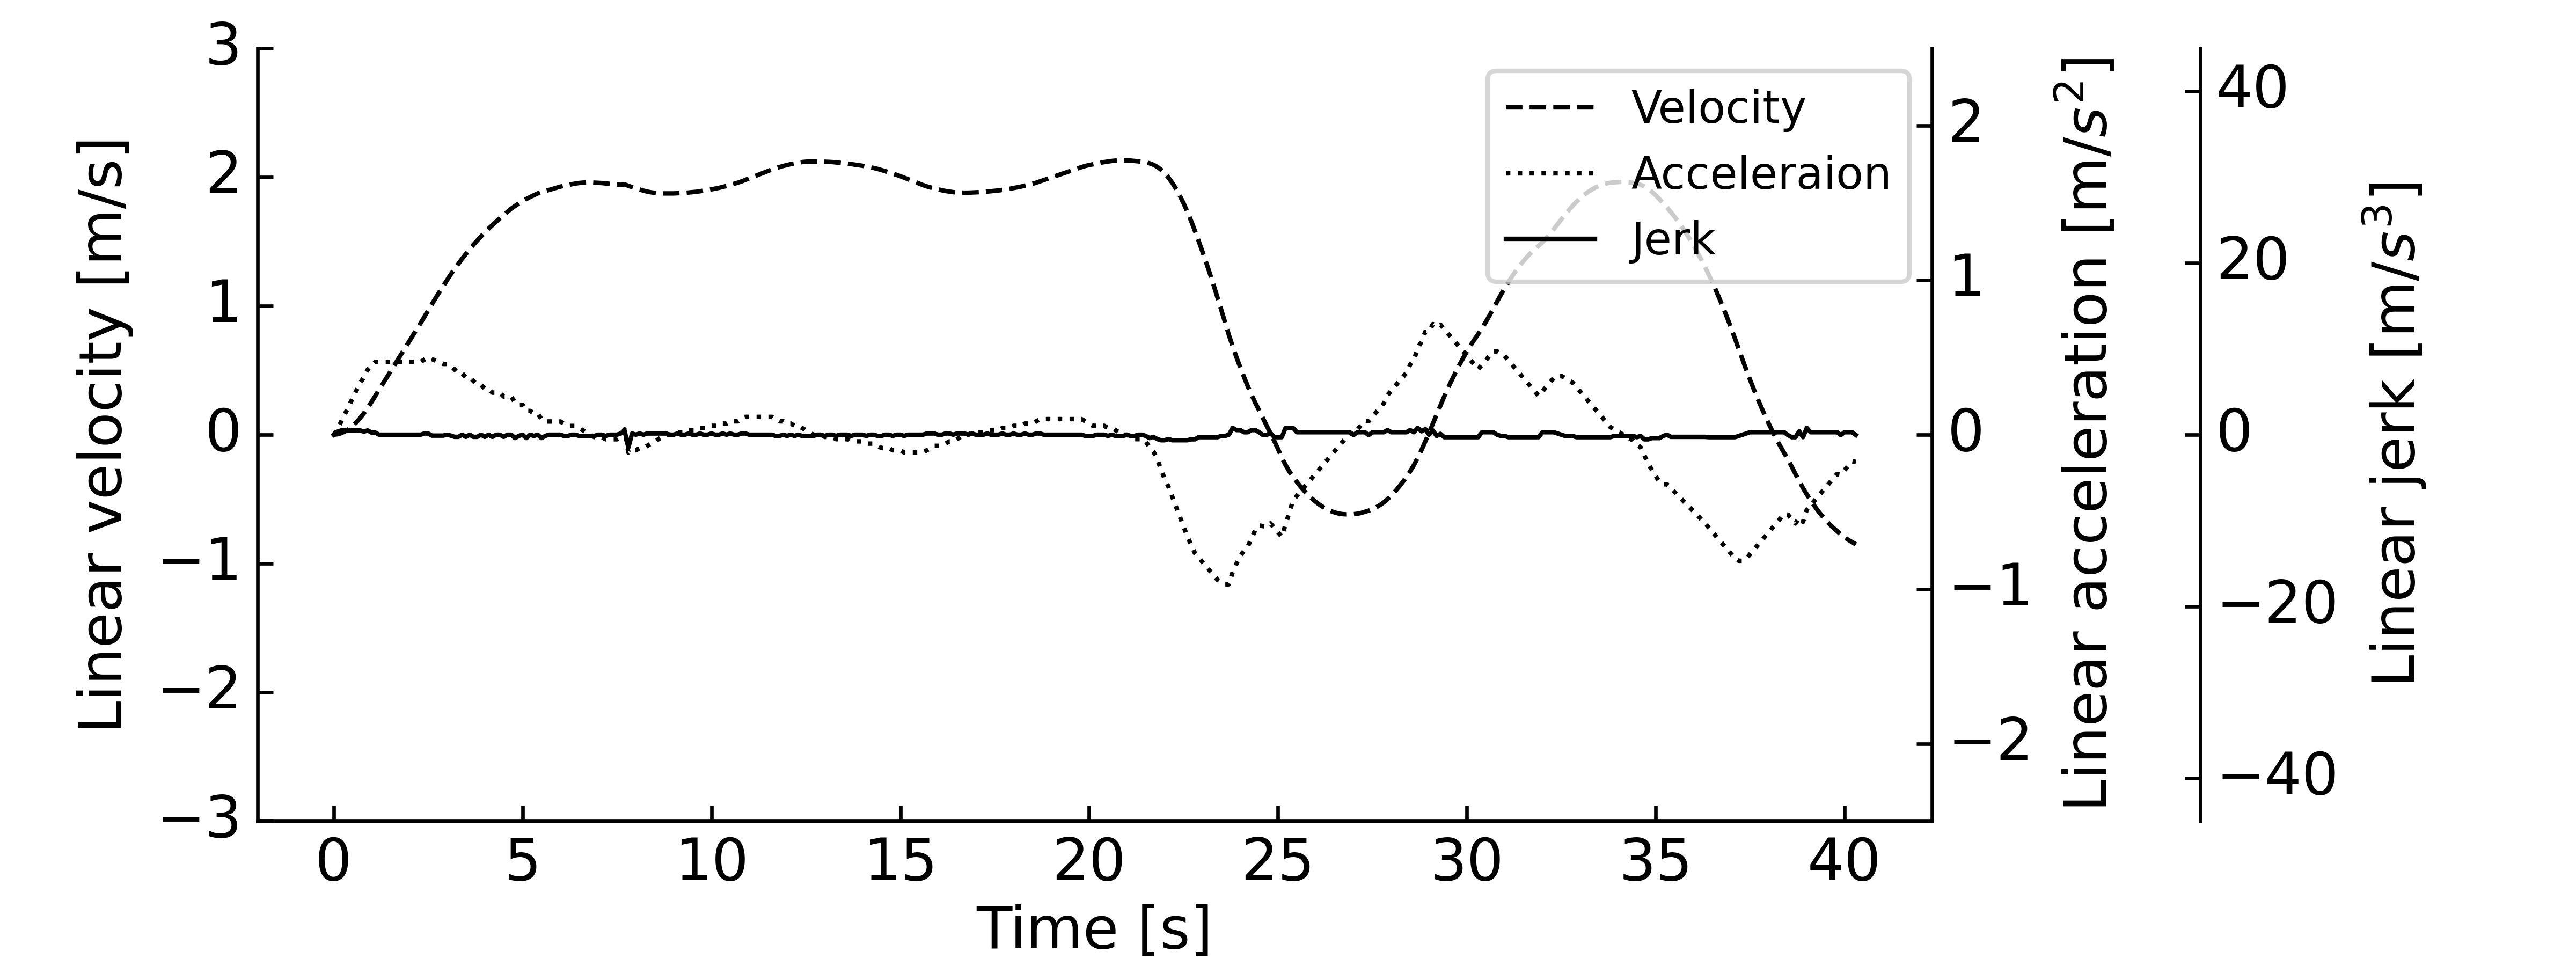 Linear velocity [m/s]
3
2
1
0
−1
−2
−3
0 5 10 15 20 25 30 35 40
Time [s]
Velocity
Acceleraion
Jerk
2
1
0
−1
−2
Linear acceleration [m/s²]
40
20
0
−20
−40
Linear jerk [m/s³]